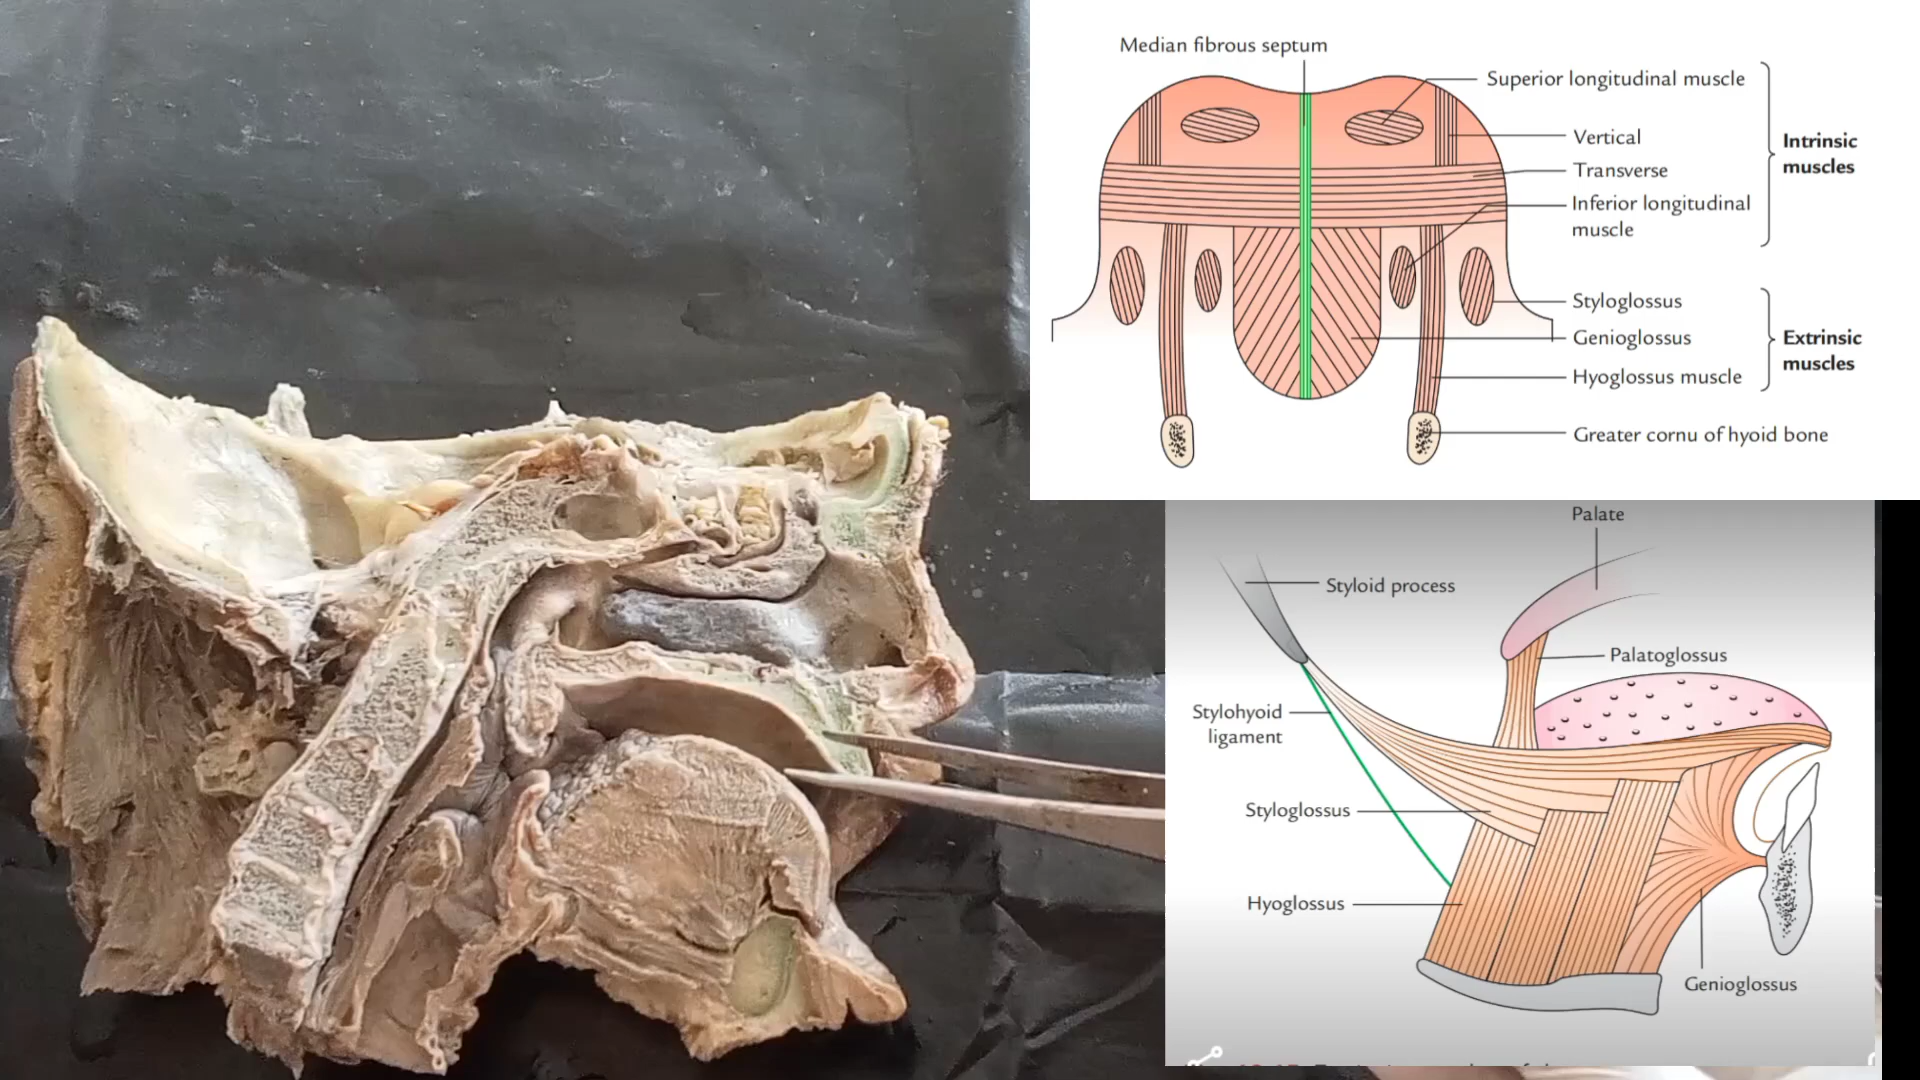 Median fibrous septum
Superior longitudinal muscle
Vertical
Transverse
Inferior longitudinal
muscle
Intrinsic
muscles
Styloglossus
Genioglossus
Hyoglossus muscle
Extrinsic
muscles
Greater cornu of hyoid bone
Palate
Styloid process
Palatoglossus
Stylohyoid
ligament
Styloglossus
Hyoglossus
Genioglossus